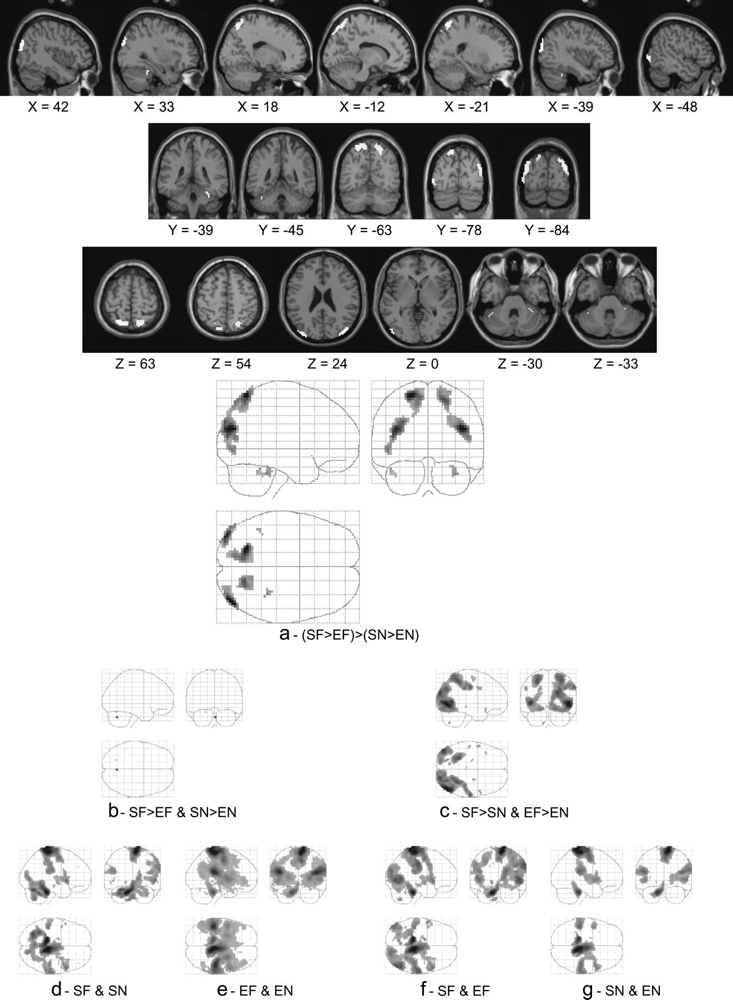 X = 42 X = 33 X = 18 X = -12 X = -21 X = -39 X = -48
Y = -39 Y = -45 Y = -63 Y = -78 Y = -84
Z = 63 Z = 54 Z = 24 Z = 0 Z = -30 Z = -33
a - (SF>EF)>(SN>EN)
b - SF>EF & SN>EN c - SF>SN & EF>EN
d - SF & SN e - EF & EN f - SF & EF g - SN & EN